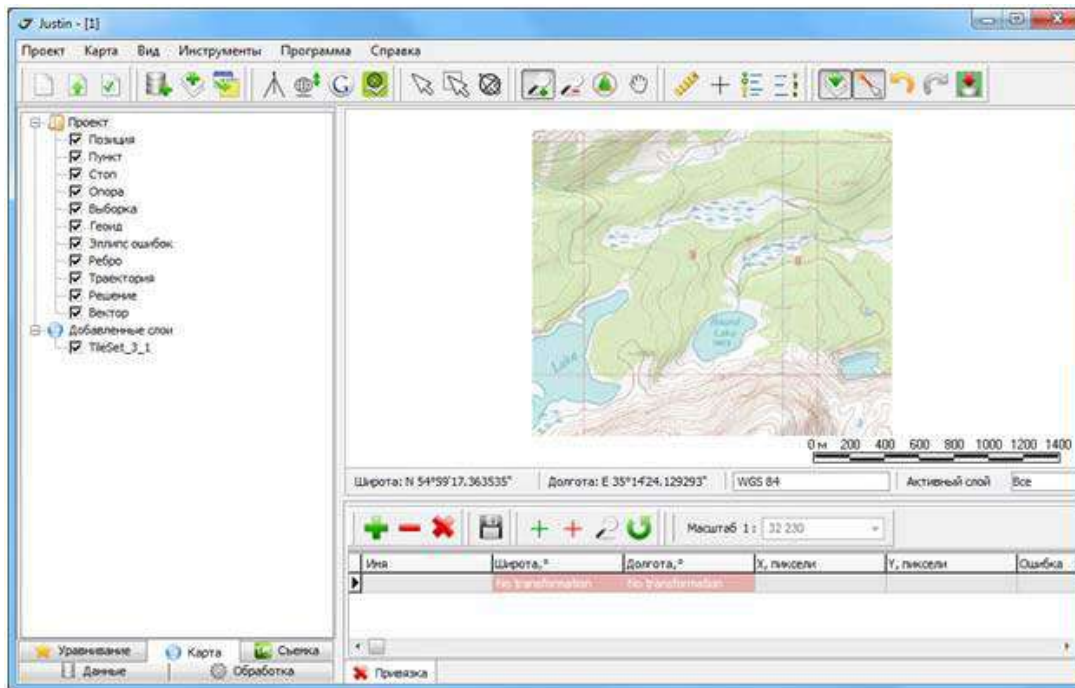 Justin - [1]
Проект Карта Вид Инструменты Программа Справка
Проект
Позиция
Пункт
Стоп
Опора
Выборка
Геоид
Эллипс ошибок
Ребро
Траектория
Решение
Вектор
Добавленные слои
TileSet_3_1
Уравнивание Карта Съемка
Данные Обработка
Lake
Round
Lake
0 м 200 400 600 800 1000 1200 1400
Широта: N 54°59'17.363535" Долгота: E 35°14'24.129293" WGS 84 Активный слой Все
Масштаб 1: 32 230
Имя Широта,° Долгота,° X, пиксели Y, пиксели Ошибка
No transformation No transformation
Привязка